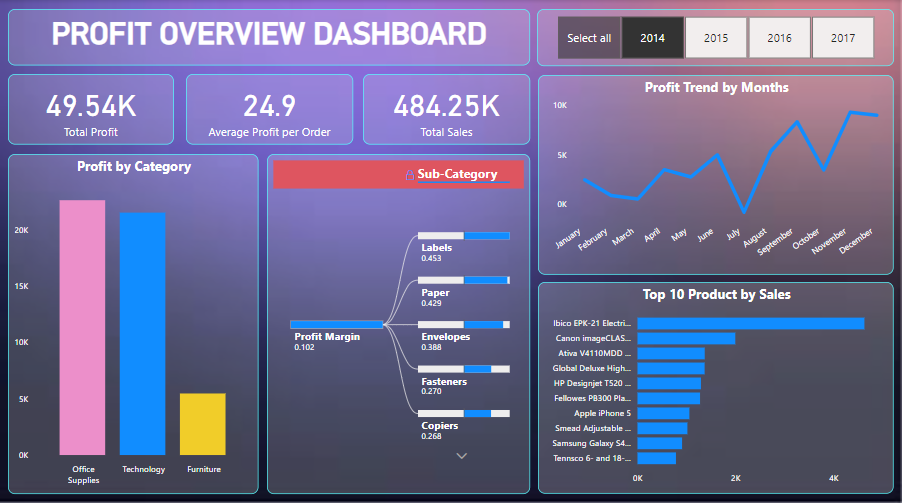 PROFIT OVERVIEW DASHBOARD
Select all
2014
2015
2016
2017
49.54K
Total Profit
24.9
Average Profit per Order
484.25K
Total Sales
Profit by Category
20K
15K
10K
5K
0K
Office
Supplies
Technology
Furniture
Sub-Category
Profit Margin
0.102
Labels
0.453
Paper
0.429
Envelopes
0.388
Fasteners
0.270
Copiers
0.268
Profit Trend by Months
10K
5K
0K
January
February
March
April
May
June
July
August
September
October
November
December
Top 10 Product by Sales
Ibico EPK-21 Electri...
Canon imageCLAS...
Ativa V4110MDD ...
Global Deluxe High...
HP Designjet T520 ...
Fellowes PB300 Pla...
Apple iPhone 5
Smead Adjustable ...
Samsung Galaxy S4...
Tennsco 6- and 18-...
0K
2K
4K